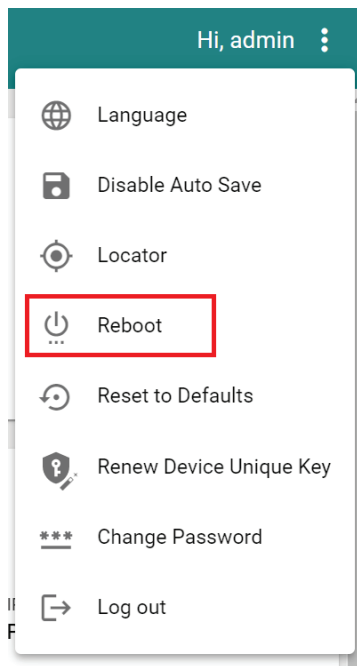 Hi, admin
Language
Disable Auto Save
Locator
Reboot
Reset to Defaults
Renew Device Unique Key
Change Password
Log out